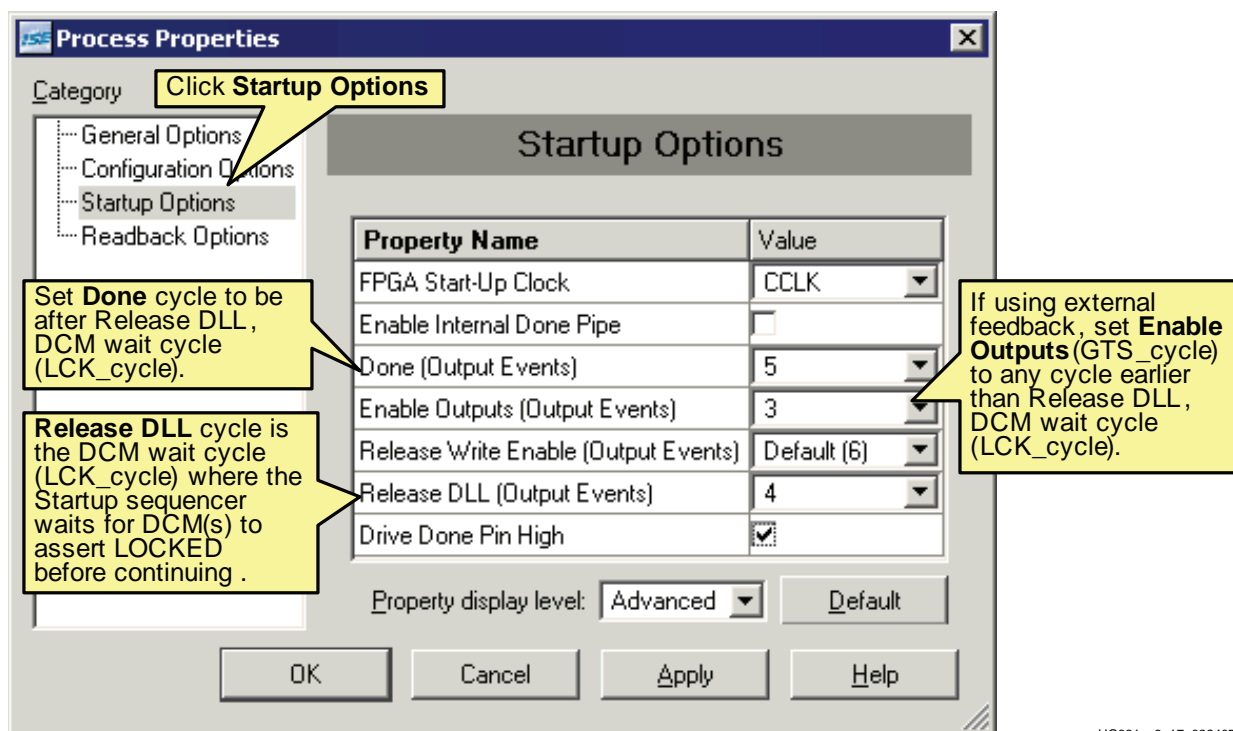 ISE Process Properties
Category
Click Startup Options
General Options
Configuration Options
Startup Options
Readback Options
Startup Options
Property Name Value
FPGA Start-Up Clock CCLK
Enable Internal Done Pipe
Done (Output Events) 5
Enable Outputs (Output Events) 3
Release Write Enable (Output Events) Default (6)
Release DLL (Output Events) 4
Drive Done Pin High
Set Done cycle to be
after Release DLL,
DCM wait cycle
(LCK_cycle).
Release DLL cycle is
the DCM wait cycle
(LCK_cycle) where the
Startup sequencer
waits for DCM(s) to
assert LOCKED
before continuing .
If using external
feedback, set Enable
Outputs (GTS_cycle)
to any cycle earlier
than Release DLL,
DCM wait cycle
(LCK_cycle).
Property display level: Advanced Default
OK Cancel Apply Help